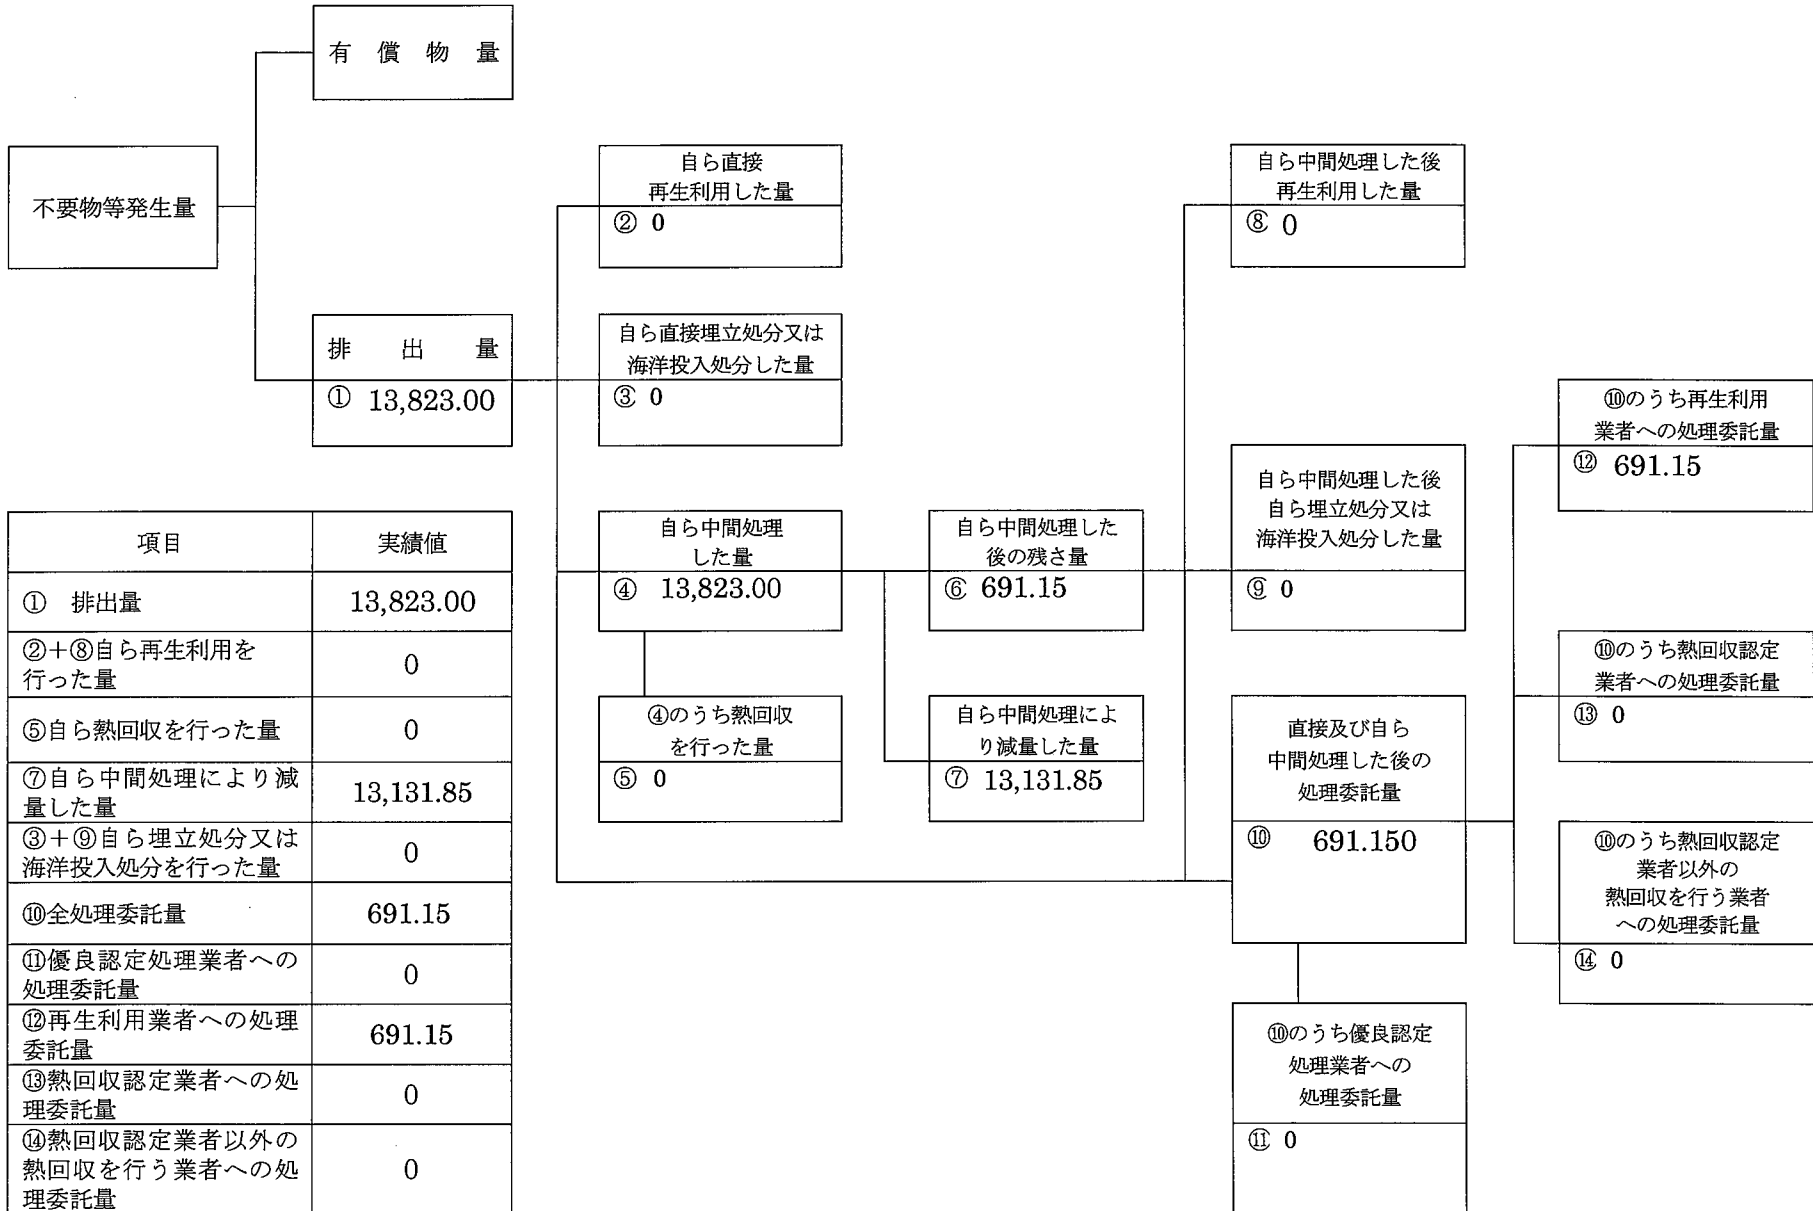 有償物量
不要物等発生量
排出量
① 13,823.00
自ら直接
再生利用した量
② 0
自ら直接埋立処分又は
海洋投入処分した量
③ 0
自ら中間処理
した量
④ 13,823.00
④のうち熱回収
を行った量
⑤ 0
自ら中間処理した
後の残さ量
⑥ 691.15
自ら中間処理によ
り減量した量
⑦ 13,131.85
自ら中間処理した後
再生利用した量
⑧ 0
自ら中間処理した後
自ら埋立処分又は
海洋投入処分した量
⑨ 0
直接及び自ら
中間処理した後の
処理委託量
⑩ 691.150
⑩のうち優良認定
処理業者への
処理委託量
⑪ 0
⑩のうち再生利用
業者への処理委託量
⑫ 691.15
⑩のうち熱回収認定
業者への処理委託量
⑬ 0
⑩のうち熱回収認定
業者以外の
熱回収を行う業者
への処理委託量
⑭ 0
項目 実績値
① 排出量 13,823.00
②+⑧自ら再生利用を
行った量 0
⑤自ら熱回収を行った量 0
⑦自ら中間処理により減
量した量 13,131.85
③+⑨自ら埋立処分又は
海洋投入処分を行った量 0
⑩全処理委託量 691.15
⑪優良認定処理業者への
処理委託量 0
⑫再生利用業者への処理
委託量 691.15
⑬熱回収認定業者への処
理委託量 0
⑭熱回収認定業者以外の
熱回収を行う業者への処
理委託量 0